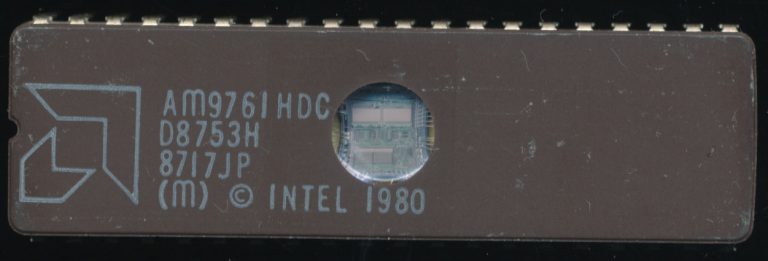 AM9761HDC
D8753H
8717JP
(M) © INTEL 1980